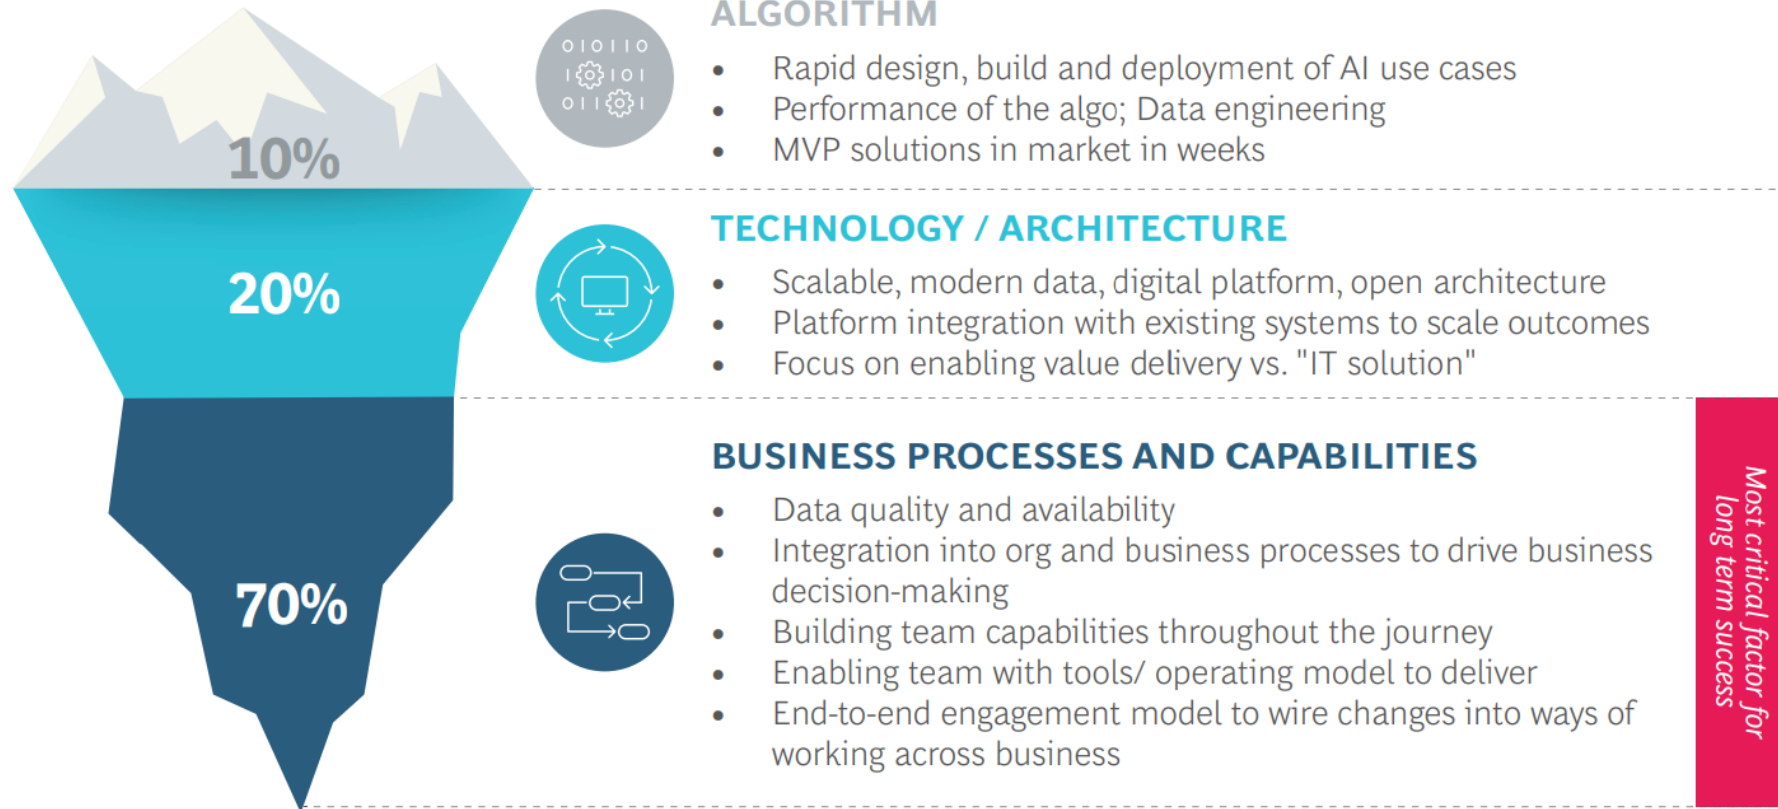 ALGORITHM
• Rapid design, build and deployment of AI use cases
• Performance of the algo; Data engineering
• MVP solutions in market in weeks
010110
1 101
011 1
10%
TECHNOLOGY / ARCHITECTURE
• Scalable, modern data, digital platform, open architecture
• Platform integration with existing systems to scale outcomes
• Focus on enabling value delivery vs. "IT solution"
20%
BUSINESS PROCESSES AND CAPABILITIES
• Data quality and availability
• Integration into org and business processes to drive business
decision-making
• Building team capabilities throughout the journey
• Enabling team with tools/ operating model to deliver
• End-to-end engagement model to wire changes into ways of
working across business
70%
Most critical factor for
long term success